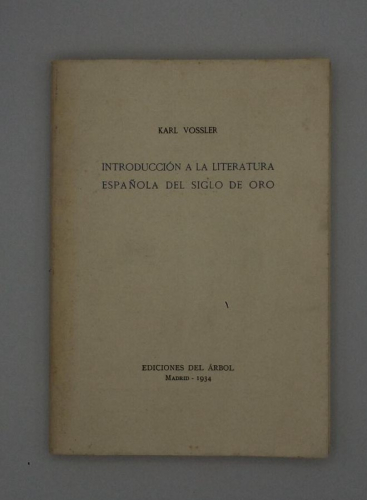 KARL VOSSLER
INTRODUCCIÓN A LA LITERATURA
ESPAÑOLA DEL SIGLO DE ORO
EDICIONES DEL ÁRBOL
MADRID - 1934